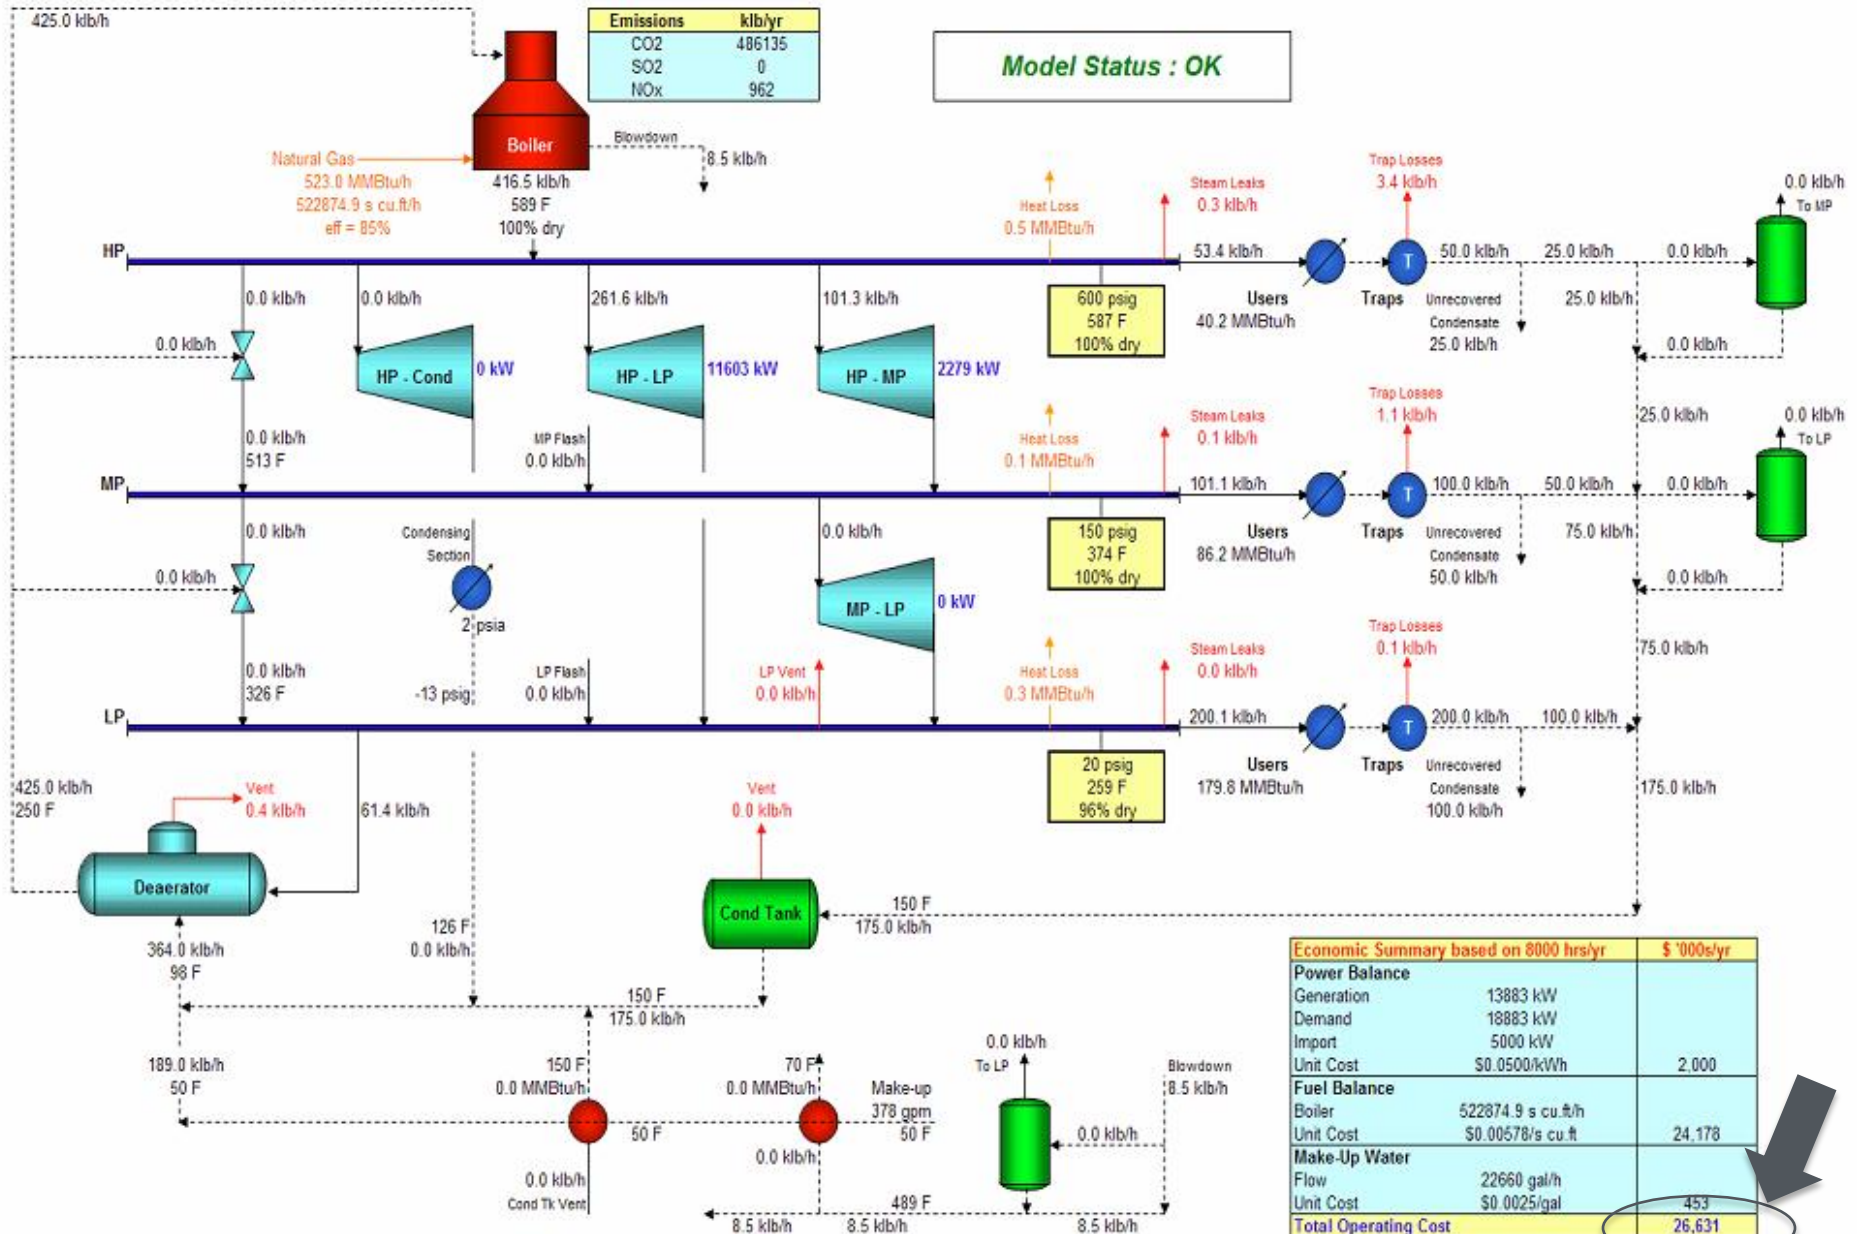 425.0 klb/h
Emissions klb/yr
CO2 486135
SO2 0
NOx 962
Model Status : OK
Boiler
Blowdown
8.5 klb/h
Natural Gas
523.0 MMBtu/h
522874.9 s cu.ft/h
eff = 85%
416.5 klb/h
589 F
100% dry
Heat Loss
0.5 MMBtu/h
Steam Leaks
0.3 klb/h
Trap Losses
3.4 klb/h
0.0 klb/h
To MP
HP
53.4 klb/h
T
50.0 klb/h
25.0 klb/h
0.0 klb/h
0.0 klb/h
0.0 klb/h
261.6 klb/h
101.3 klb/h
600 psig
587 F
100% dry
Users
40.2 MMBtu/h
Traps
Unrecovered
Condensate
25.0 klb/h
25.0 klb/h
0.0 klb/h
0.0 klb/h
HP - Cond
0 kW
HP - LP
11603 kW
HP - MP
2279 kW
0.0 klb/h
513 F
MP Flash
0.0 klb/h
Heat Loss
0.1 MMBtu/h
Steam Leaks
0.1 klb/h
Trap Losses
1.1 klb/h
25.0 klb/h
0.0 klb/h
To LP
MP
101.1 klb/h
T
100.0 klb/h
50.0 klb/h
0.0 klb/h
0.0 klb/h
Condensing
Section
0.0 klb/h
150 psig
374 F
100% dry
Users
86.2 MMBtu/h
Traps
Unrecovered
Condensate
50.0 klb/h
75.0 klb/h
0.0 klb/h
0.0 klb/h
2 psia
MP - LP
0 kW
0.0 klb/h
326 F
-13 psig
LP Flash
0.0 klb/h
LP Vent
0.0 klb/h
Heat Loss
0.3 MMBtu/h
Steam Leaks
0.0 klb/h
Trap Losses
0.1 klb/h
75.0 klb/h
LP
200.1 klb/h
T
200.0 klb/h
100.0 klb/h
20 psig
259 F
96% dry
Users
179.8 MMBtu/h
Traps
Unrecovered
Condensate
100.0 klb/h
175.0 klb/h
425.0 klb/h
250 F
Vent
0.4 klb/h
61.4 klb/h
Vent
0.0 klb/h
Deaerator
Cond Tank
150 F
175.0 klb/h
126 F
0.0 klb/h
364.0 klb/h
98 F
150 F
175.0 klb/h
189.0 klb/h
50 F
150 F
0.0 MMBtu/h
70 F
0.0 MMBtu/h
Make-up
378 gpm
50 F
50 F
0.0 klb/h
To LP
Blowdown
8.5 klb/h
0.0 klb/h
0.0 klb/h
Cond Tk Vent
0.0 klb/h
489 F
8.5 klb/h
8.5 klb/h
8.5 klb/h
Economic Summary based on 8000 hrs/yr $ '000s/yr
Power Balance
Generation 13883 kW
Demand 18883 kW
Import 5000 kW
Unit Cost $0.0500/kWh 2,000
Fuel Balance
Boiler 522874.9 s cu.ft/h
Unit Cost $0.00578/s cu.ft 24,178
Make-Up Water
Flow 22660 gal/h
Unit Cost $0.0025/gal 453
Total Operating Cost 26,631